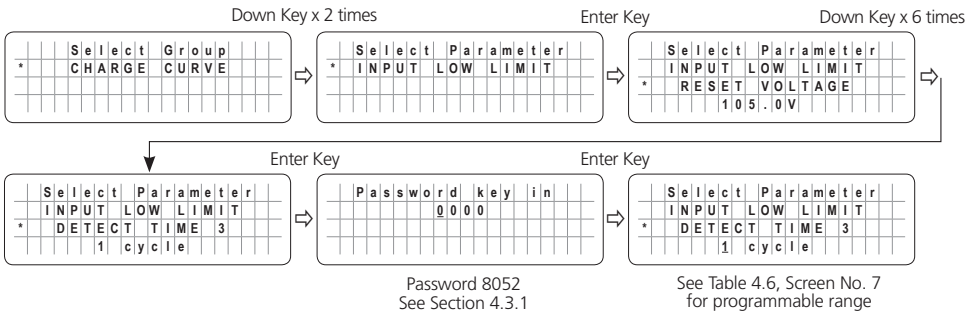 Down Key x 2 times
Enter Key
Down Key x 6 times
Select Group
* CHARGE CURVE
Select Parameter
* INPUT LOW LIMIT
Select Parameter
INPUT LOW LIMIT
* RESET VOLTAGE
105.0V
Enter Key
Enter Key
Select Parameter
INPUT LOW LIMIT
* DETECT TIME 3
1 cycle
Password key in
0000
Select Parameter
INPUT LOW LIMIT
* DETECT TIME 3
1 cycle
Password 8052
See Section 4.3.1
See Table 4.6, Screen No. 7
for programmable range